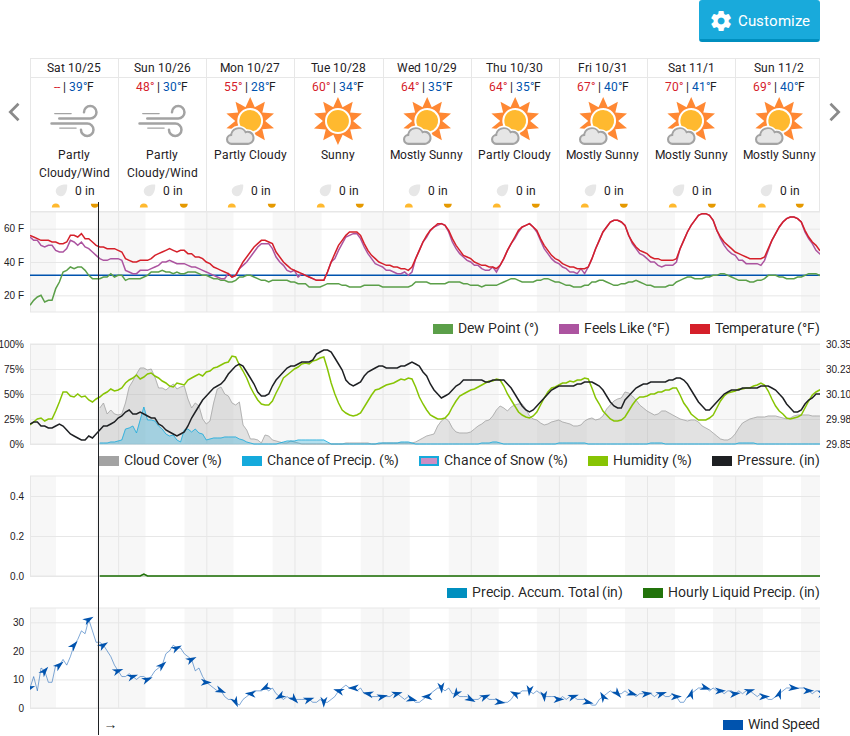 Customize
Sat 10/25 Sun 10/26 Mon 10/27 Tue 10/28 Wed 10/29 Thu 10/30 Fri 10/31 Sat 11/1 Sun 11/2
– | 39°F 48° | 30°F 55° | 28°F 60° | 34°F 64° | 35°F 64° | 35°F 67° | 40°F 70° | 41°F 69° | 40°F
Partly Partly Partly Cloudy Sunny Mostly Sunny Partly Cloudy Mostly Sunny Mostly Sunny Mostly Sunny
Cloudy/Wind Cloudy/Wind
0 in 0 in 0 in 0 in 0 in 0 in 0 in 0 in 0 in
60 F
40 F
20 F
Dew Point (°) Feels Like (°F) Temperature (°F)
100% 30.35
75% 30.23
50% 30.10
25% 29.98
0% 29.85
Cloud Cover (%) Chance of Precip. (%) Chance of Snow (%) Humidity (%) Pressure. (in)
0.4
0.2
0.0
Precip. Accum. Total (in) Hourly Liquid Precip. (in)
30
20
10
0
→
Wind Speed